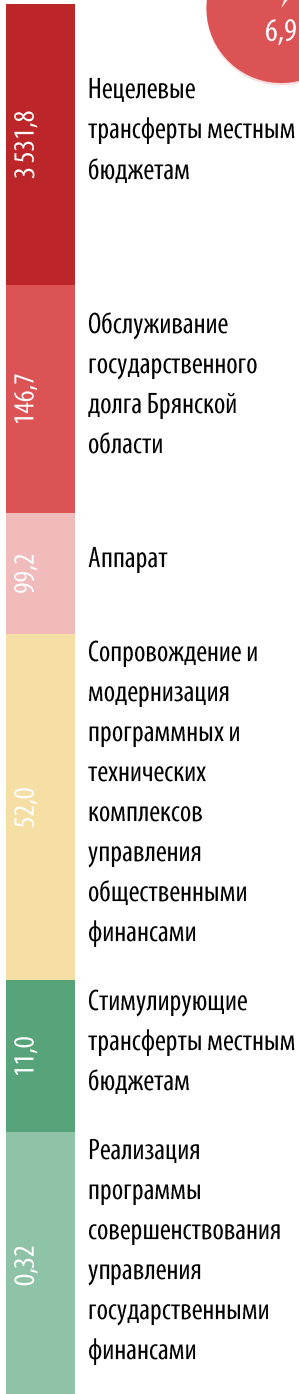 6,9
3 531,8
Нецелевые
трансферты местным
бюджетам
146,7
Обслуживание
государственного
долга Брянской
области
99,2
Аппарат
52,0
Сопровождение и
модернизация
программных и
технических
комплексов
управления
общественными
финансами
11,0
Стимулирующие
трансферты местным
бюджетам
0,32
Реализация
программы
совершенствования
управления
государственными
финансами